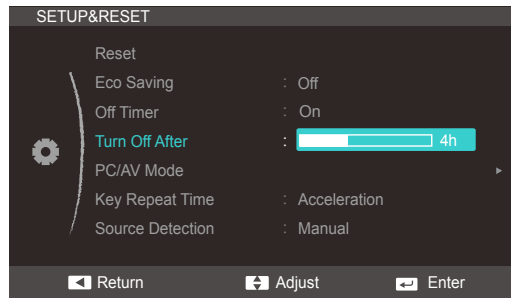 SETUP&RESET
Reset
Eco Saving : Off
Off Timer : On
Turn Off After : 4h
PC/AV Mode
Key Repeat Time : Acceleration
Source Detection : Manual
Return Adjust Enter